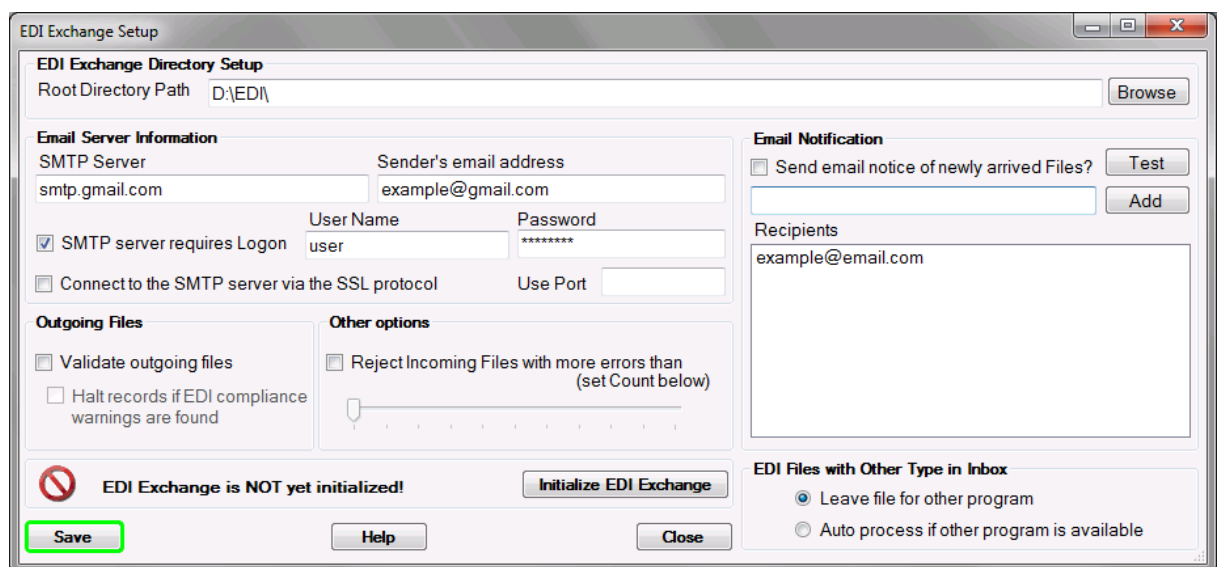 EDI Exchange Setup
EDI Exchange Directory Setup
Root Directory Path D:\EDI\ Browse
Email Server Information
SMTP Server Sender's email address
smtp.gmail.com example@gmail.com
User Name Password
SMTP server requires Logon user ********
Connect to the SMTP server via the SSL protocol Use Port
Email Notification
Send email notice of newly arrived Files? Test
Add
Recipients
example@email.com
Outgoing Files
Validate outgoing files
Halt records if EDI compliance
warnings are found
Other options
Reject Incoming Files with more errors than
(set Count below)
EDI Exchange is NOT yet initialized! Initialize EDI Exchange
EDI Files with Other Type in Inbox
Leave file for other program
Auto process if other program is available
Save Help Close